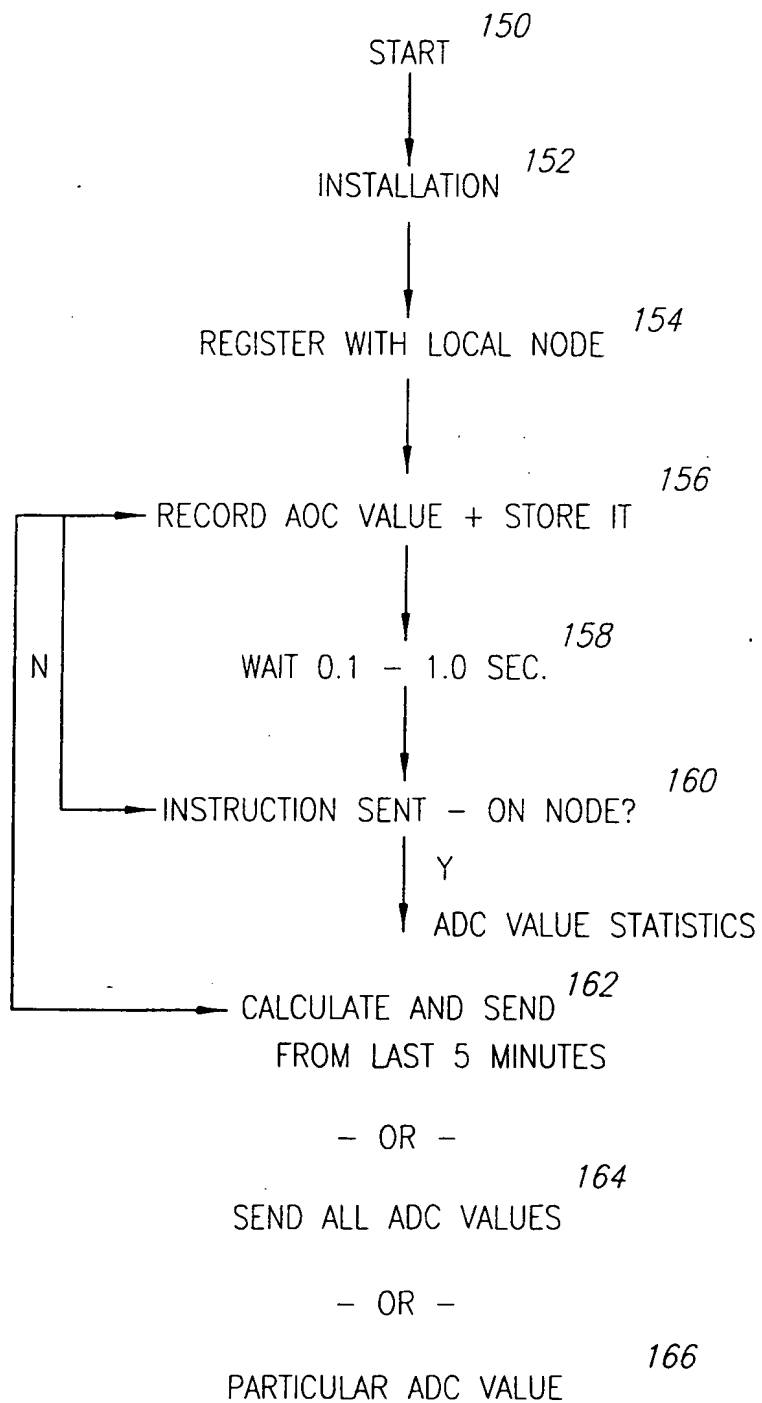 150
START
152
INSTALLATION
154
REGISTER WITH LOCAL NODE
156
RECORD AOC VALUE + STORE IT
158
N
WAIT 0.1 – 1.0 SEC.
160
INSTRUCTION SENT – ON NODE?
Y
ADC VALUE STATISTICS
162
CALCULATE AND SEND
FROM LAST 5 MINUTES
– OR –
164
SEND ALL ADC VALUES
– OR –
166
PARTICULAR ADC VALUE